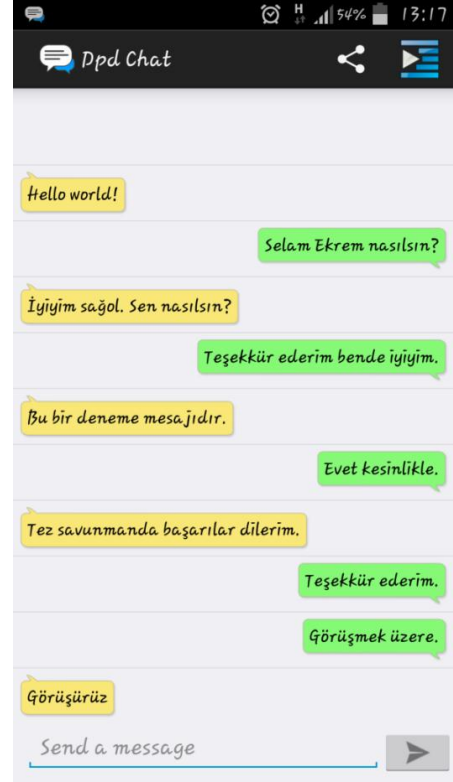 H 54% 13:17
Dpd Chat
Hello world!
Selam Ekrem nasılsın?
İyiyim sağol. Sen nasılsın?
Teşekkür ederim bende iyiyim.
Bu bir deneme mesajıdır.
Evet kesinlikle.
Tez savunmanda başarılar dilerim.
Teşekkür ederim.
Görüşmek üzere.
Görüşürüz
Send a message